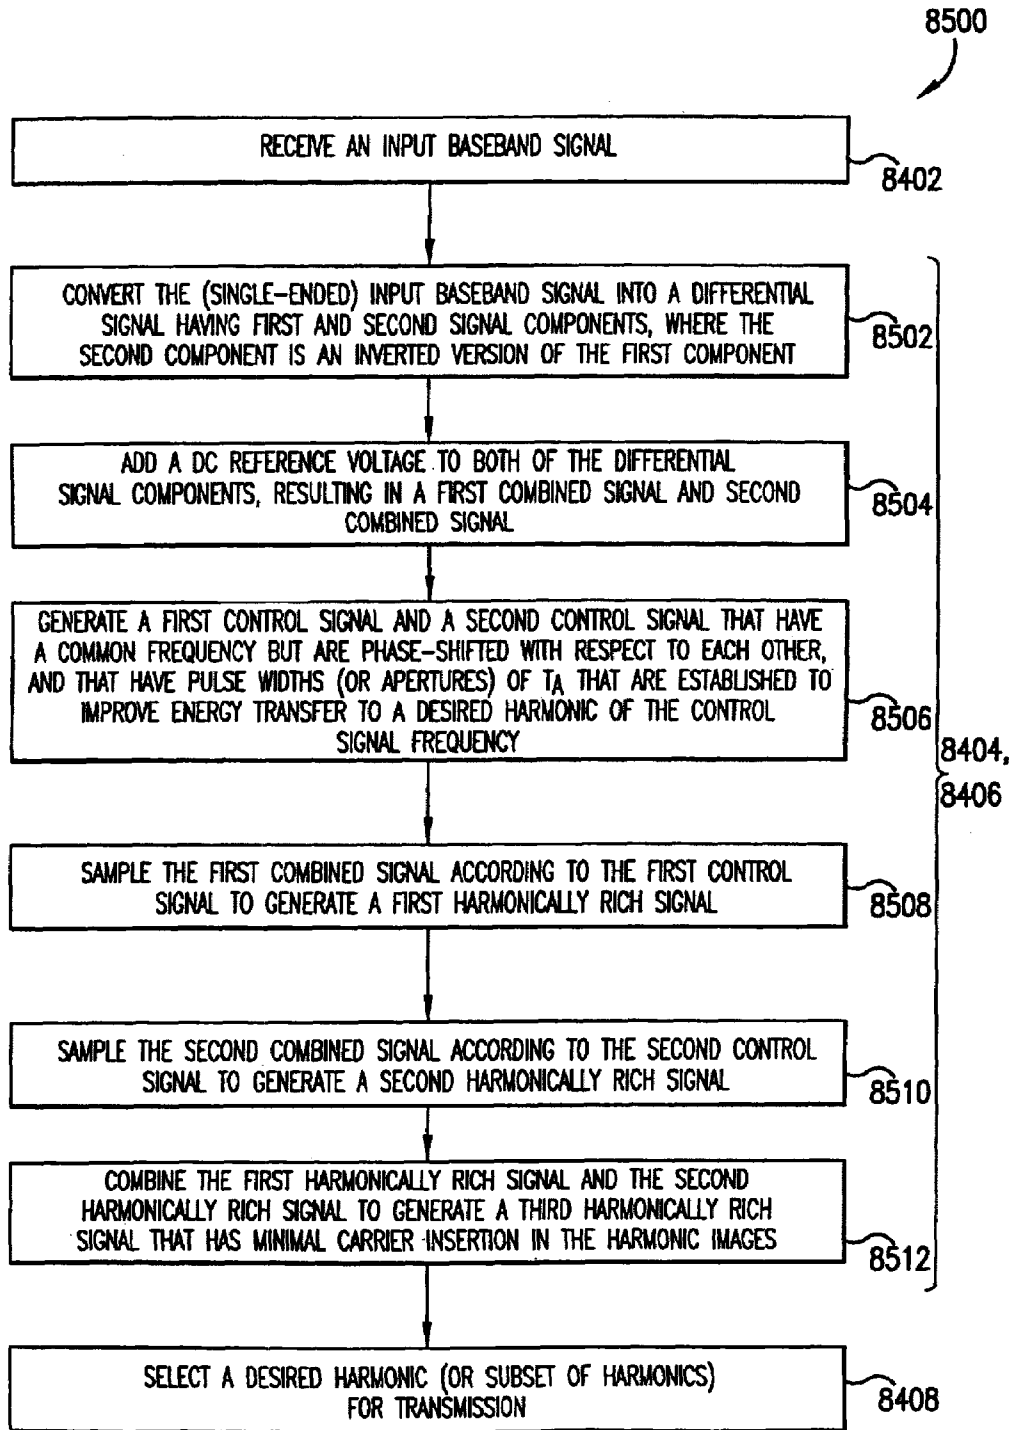 8500
RECEIVE AN INPUT BASEBAND SIGNAL
8402
CONVERT THE (SINGLE-ENDED) INPUT BASEBAND SIGNAL INTO A DIFFERENTIAL
SIGNAL HAVING FIRST AND SECOND SIGNAL COMPONENTS, WHERE THE
SECOND COMPONENT IS AN INVERTED VERSION OF THE FIRST COMPONENT
8502
ADD A DC REFERENCE VOLTAGE TO BOTH OF THE DIFFERENTIAL
SIGNAL COMPONENTS, RESULTING IN A FIRST COMBINED SIGNAL AND SECOND
COMBINED SIGNAL
8504
GENERATE A FIRST CONTROL SIGNAL AND A SECOND CONTROL SIGNAL THAT HAVE
A COMMON FREQUENCY BUT ARE PHASE-SHIFTED WITH RESPECT TO EACH OTHER,
AND THAT HAVE PULSE WIDTHS (OR APERTURES) OF TA THAT ARE ESTABLISHED TO
IMPROVE ENERGY TRANSFER TO A DESIRED HARMONIC OF THE CONTROL
SIGNAL FREQUENCY
8506
8404,
8406
SAMPLE THE FIRST COMBINED SIGNAL ACCORDING TO THE FIRST CONTROL
SIGNAL TO GENERATE A FIRST HARMONICALLY RICH SIGNAL
8508
SAMPLE THE SECOND COMBINED SIGNAL ACCORDING TO THE SECOND CONTROL
SIGNAL TO GENERATE A SECOND HARMONICALLY RICH SIGNAL
8510
COMBINE THE FIRST HARMONICALLY RICH SIGNAL AND THE SECOND
HARMONICALLY RICH SIGNAL TO GENERATE A THIRD HARMONICALLY RICH
SIGNAL THAT HAS MINIMAL CARRIER INSERTION IN THE HARMONIC IMAGES
8512
SELECT A DESIRED HARMONIC (OR SUBSET OF HARMONICS)
FOR TRANSMISSION
8408